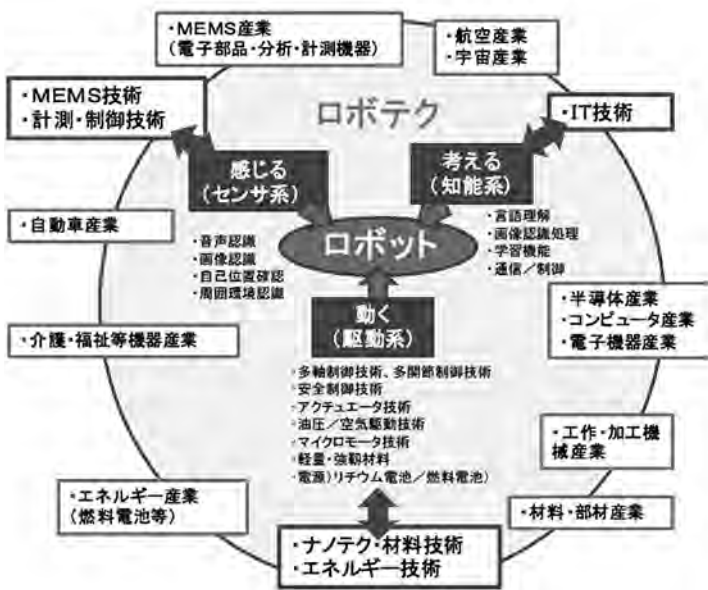 ・MEMS産業
(電子部品・分析・計測機器)
・航空産業
・宇宙産業
・MEMS技術
・計測・制御技術
ロボテク
・IT技術
感じる
(センサ系)
考える
(知能系)
・自動車産業
・音声認識
・画像認識
・自己位置確認
・周囲環境認識
ロボット
・言語理解
・画像認識処理
・学習機能
・通信／制御
・介護・福祉等機器産業
動く
(駆動系)
・半導体産業
・コンピュータ産業
・電子機器産業
・多軸制御技術、多関節制御技術
・安全制御技術
・アクチュエータ技術
・油圧／空気駆動技術
・マイクロモータ技術
・軽量・強靱材料
・電源）リチウム電池／燃料電池）
・工作・加工機
械産業
・エネルギー産業
(燃料電池等)
・材料・部材産業
・ナノテク・材料技術
・エネルギー技術